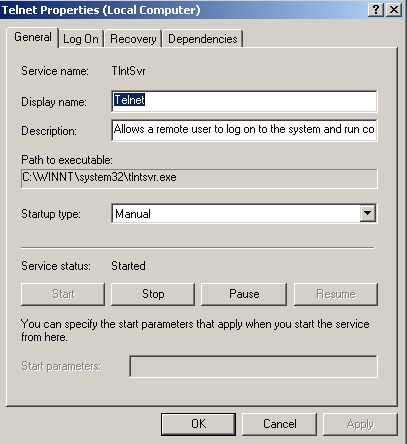 Telnet Properties (Local Computer)
General Log On Recovery Dependencies
Service name: TlntSvr
Display name: Telnet
Description: Allows a remote user to log on to the system and run co
Path to executable:
C:\WINNT\system32\tlntsvr.exe
Startup type: Manual
Service status: Started
Start Stop Pause Resume
You can specify the start parameters that apply when you start the service
from here.
Start parameters:
OK Cancel Apply